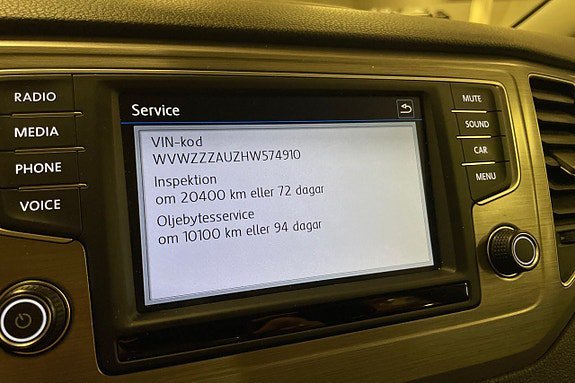 RADIO
MEDIA
PHONE
VOICE
Service
VIN-kod
WVWZZZAUZHW574910
Inspektion
om 20400 km eller 72 dagar
Oljebytesservice
om 10100 km eller 94 dagar
MUTE
SOUND
CAR
MENU